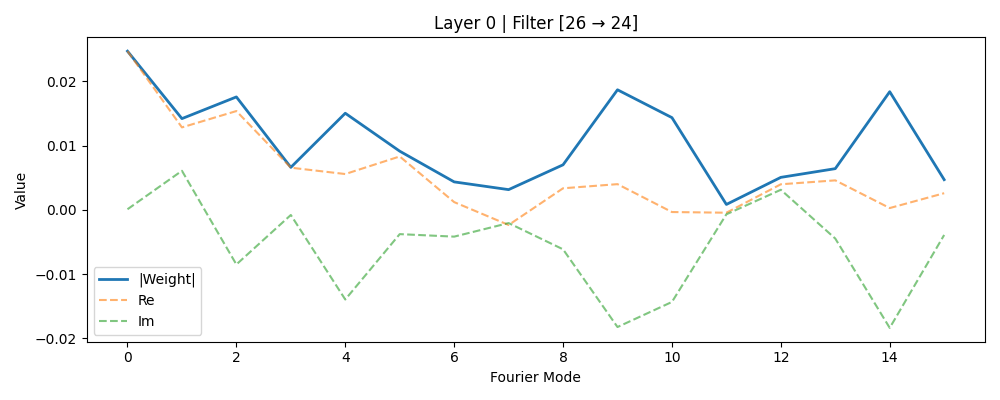 Layer 0 | Filter [26 → 24]
Value
0.02
0.01
0.00
−0.01
−0.02
|Weight|
Re
Im
0 2 4 6 8 10 12 14
Fourier Mode